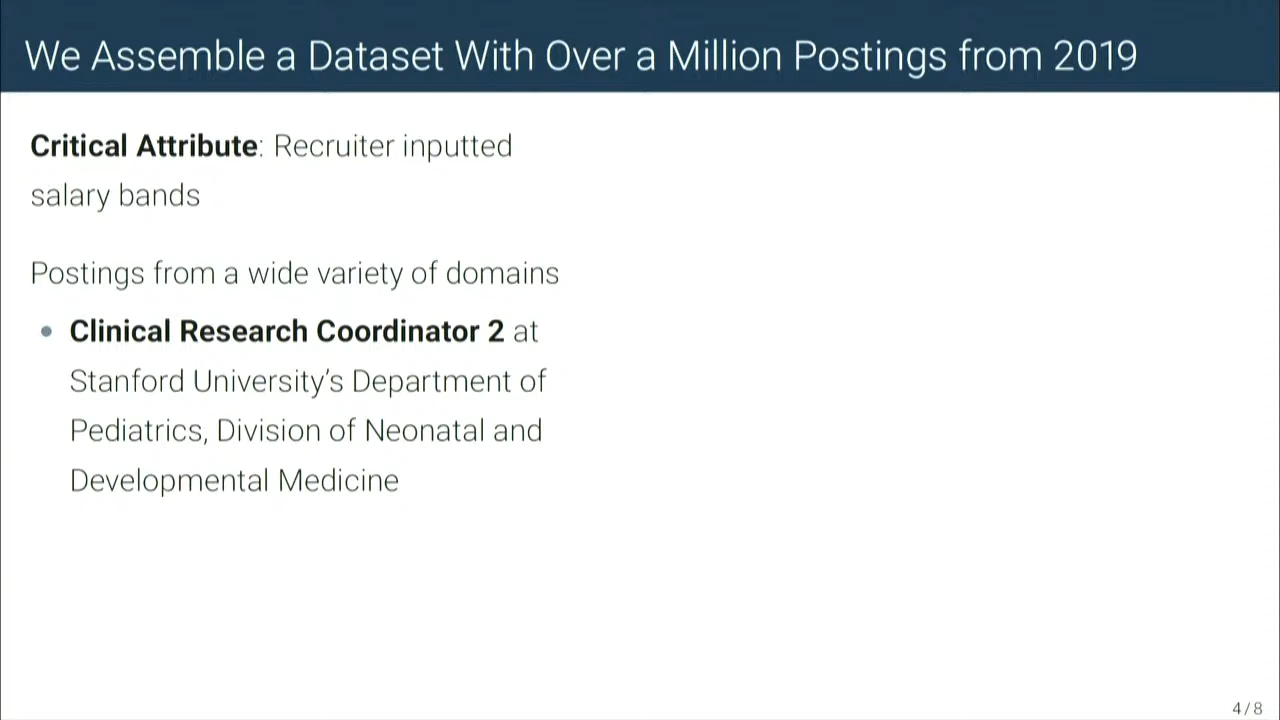 We Assemble a Dataset With Over a Million Postings from 2019
Critical Attribute: Recruiter inputted
salary bands
Postings from a wide variety of domains
• Clinical Research Coordinator 2 at
Stanford University’s Department of
Pediatrics, Division of Neonatal and
Developmental Medicine
4/8